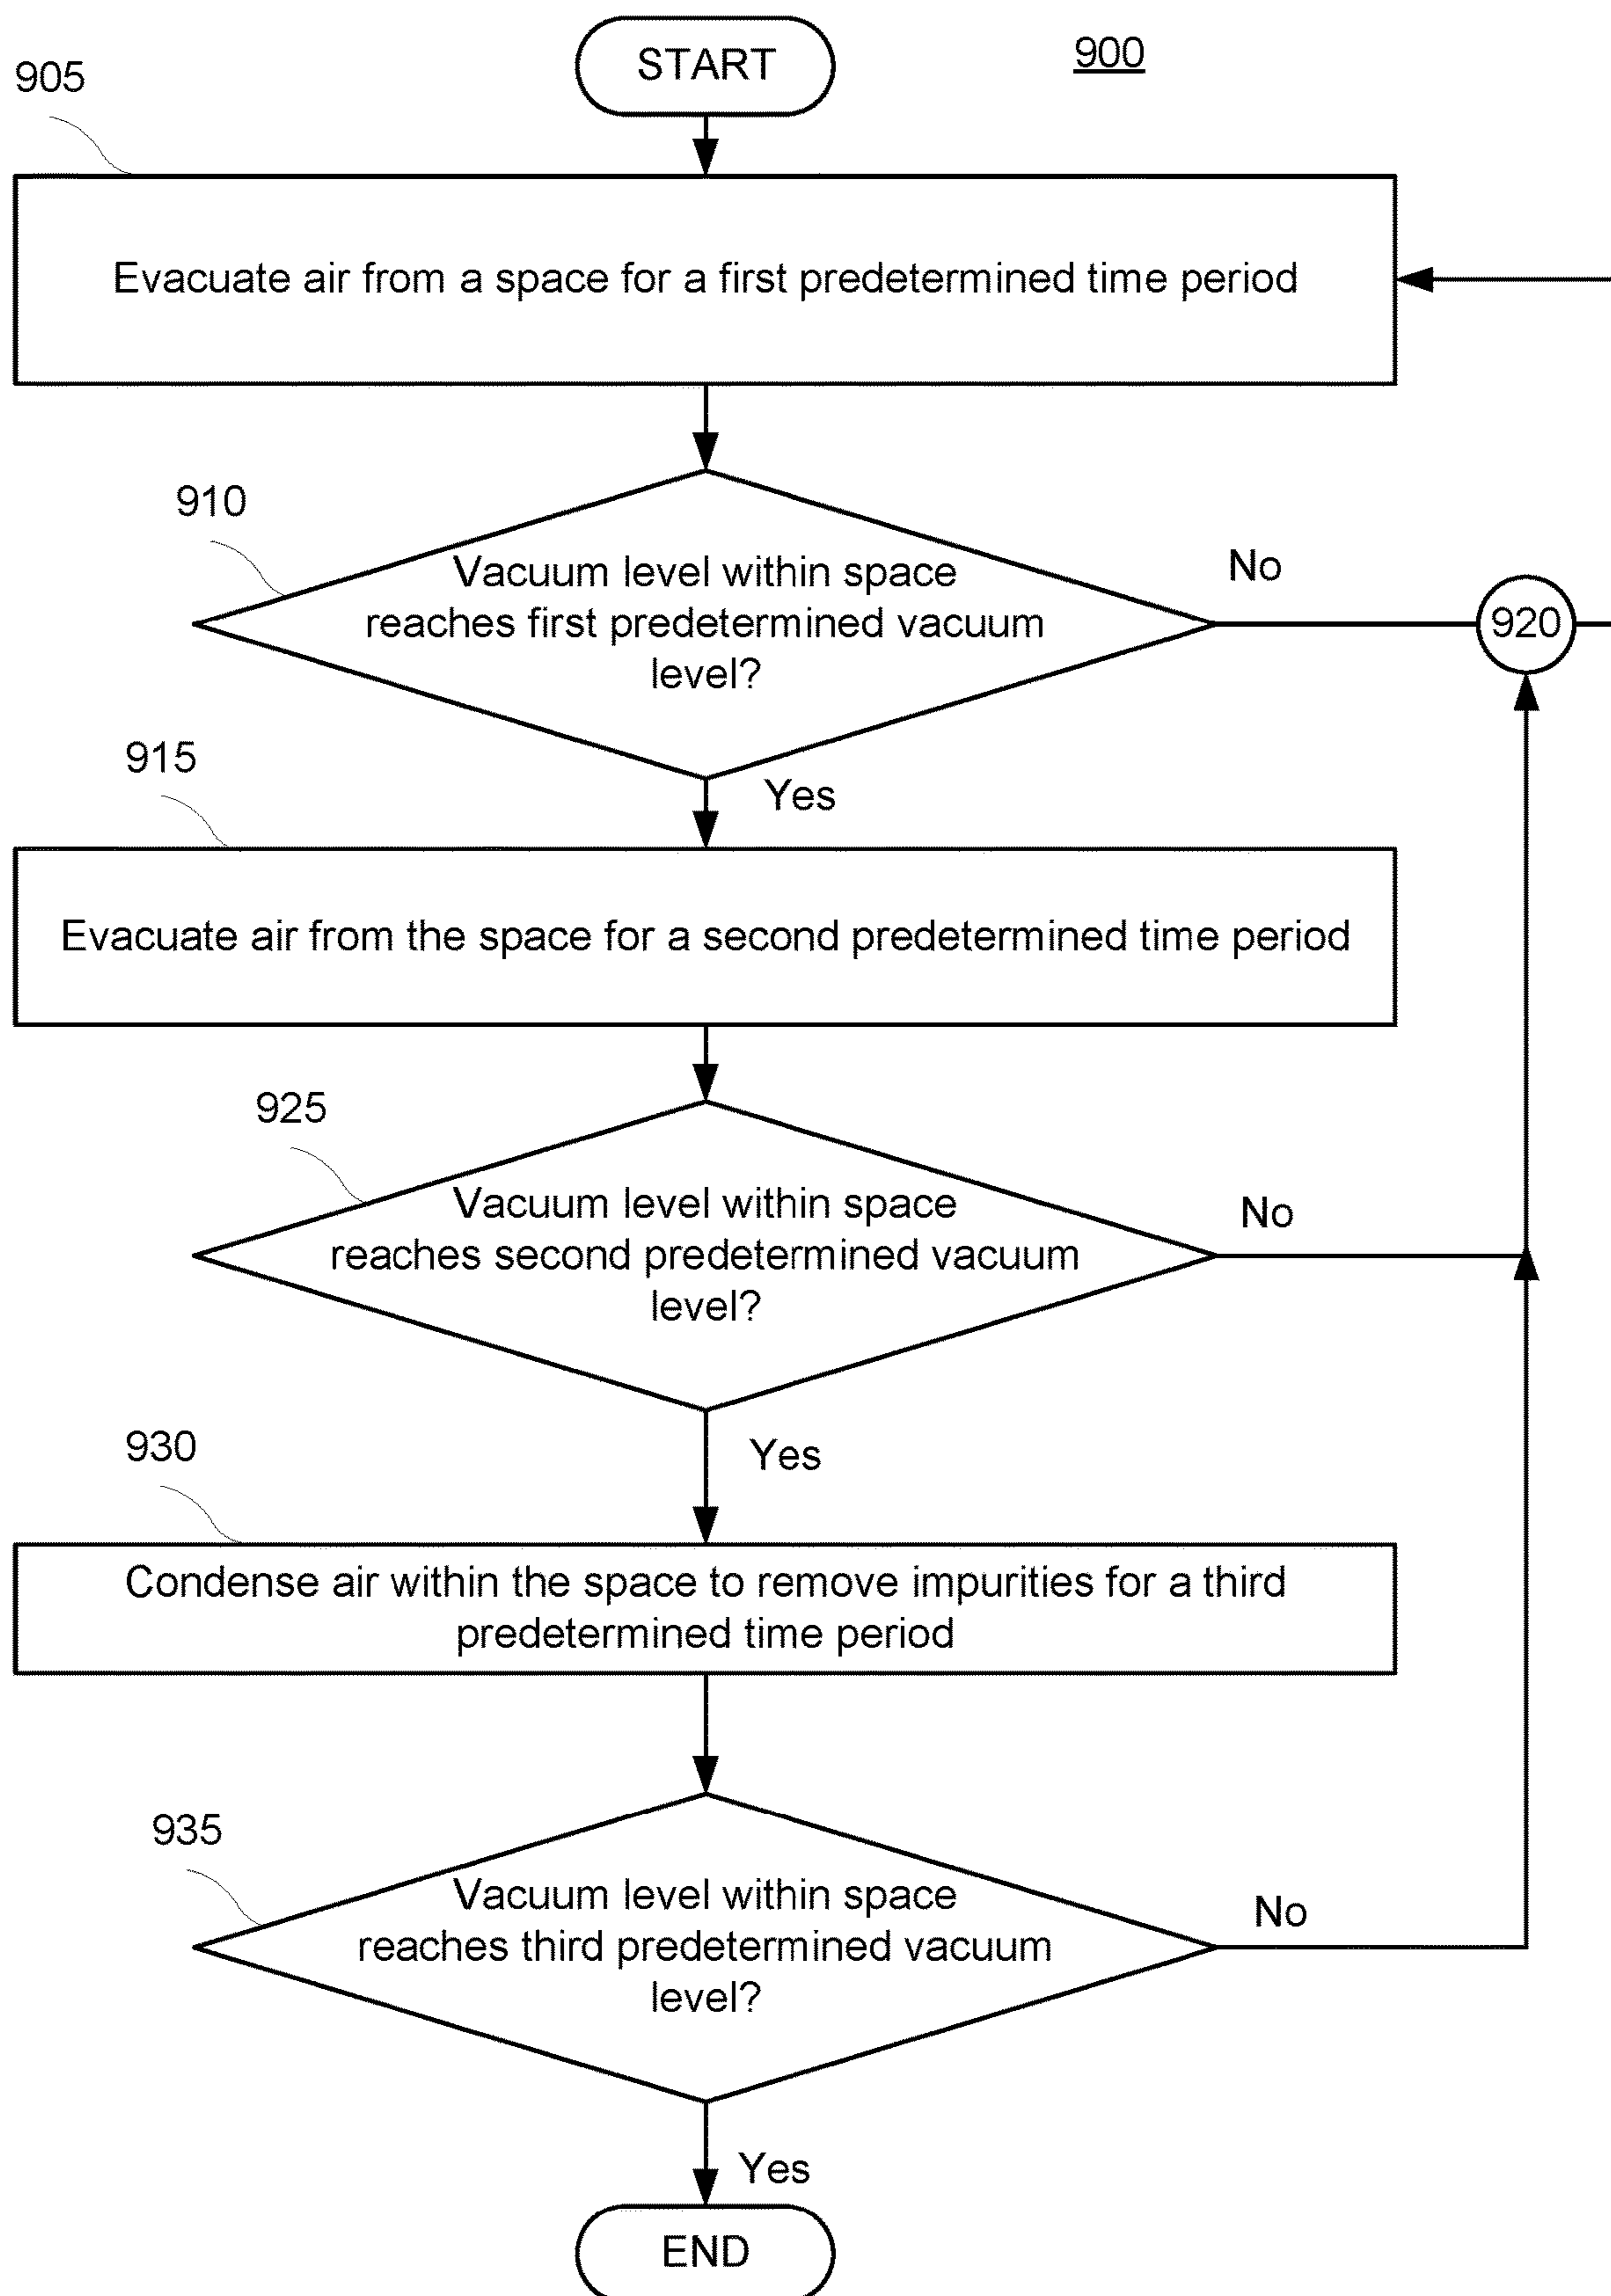 START
900
905
Evacuate air from a space for a first predetermined time period
910
Vacuum level within space
reaches first predetermined vacuum
level?
No
920
Yes
915
Evacuate air from the space for a second predetermined time period
925
Vacuum level within space
reaches second predetermined vacuum
level?
No
Yes
930
Condense air within the space to remove impurities for a third
predetermined time period
935
Vacuum level within space
reaches third predetermined vacuum
level?
No
Yes
END